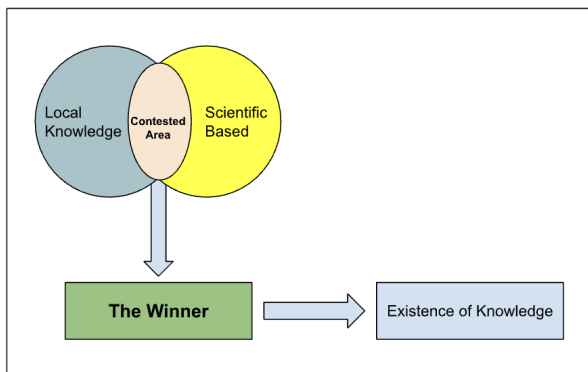 Local
Knowledge
Contested
Area
Scientific
Based
The Winner
Existence of Knowledge